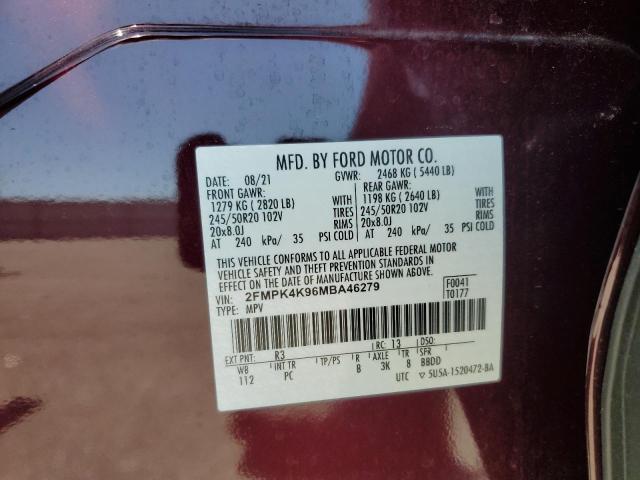 MFD. BY FORD MOTOR CO.
DATE: 08/21 GVWR: 2468 KG ( 5440 LB)
FRONT GAWR: REAR GAWR:
1279 KG ( 2820 LB) 1198 KG ( 2640 LB)
245/50R20 102V TIRES 245/50R20 102V TIRES
20x8.0J RIMS 20x8.0J RIMS
AT 240 kPa/ 35 PSI COLD AT 240 kPa/ 35 PSI COLD
THIS VEHICLE CONFORMS TO ALL APPLICABLE FEDERAL MOTOR
VEHICLE SAFETY AND THEFT PREVENTION STANDARDS IN
EFFECT ON THE DATE OF MANUFACTURE SHOWN ABOVE.
VIN: 2FMPK4K96MBA46279 F0041
TYPE: MPV T0177
EXT PNT: R3 RC: 13 DSO:
WB INT TR TP/PS R AXLE TR SFR
112 PC 8 3K 8 BBDD
UTC ▽ 5U5A-1520472-BA